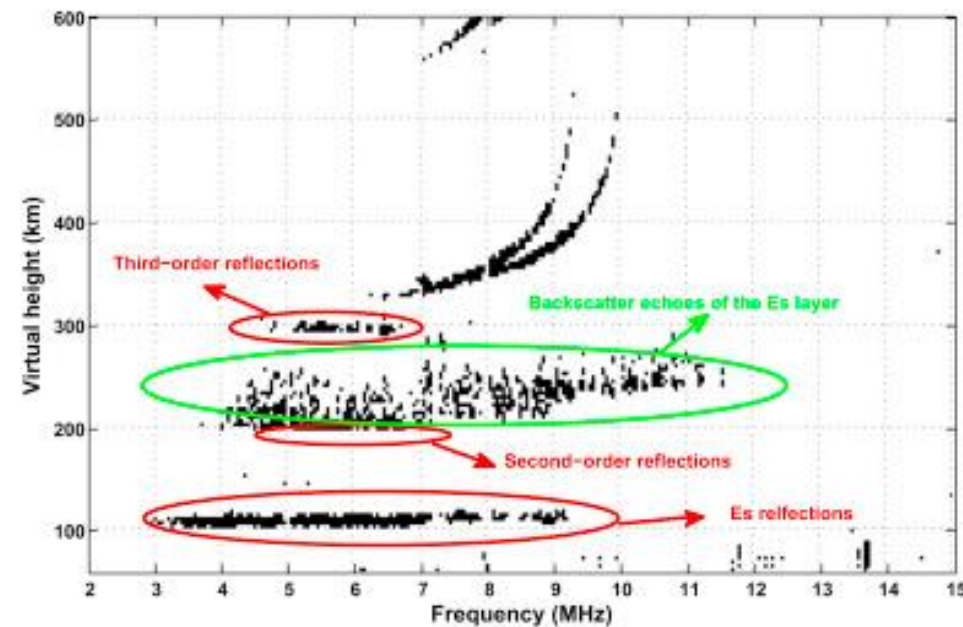 600
500
400
300
200
100
Virtual height (km)
Third-order reflections
Backscatter echoes of the Es layer
Second-order reflections
Es relfections
2 3 4 5 6 7 8 9 10 11 12 13 14 15
Frequency (MHz)